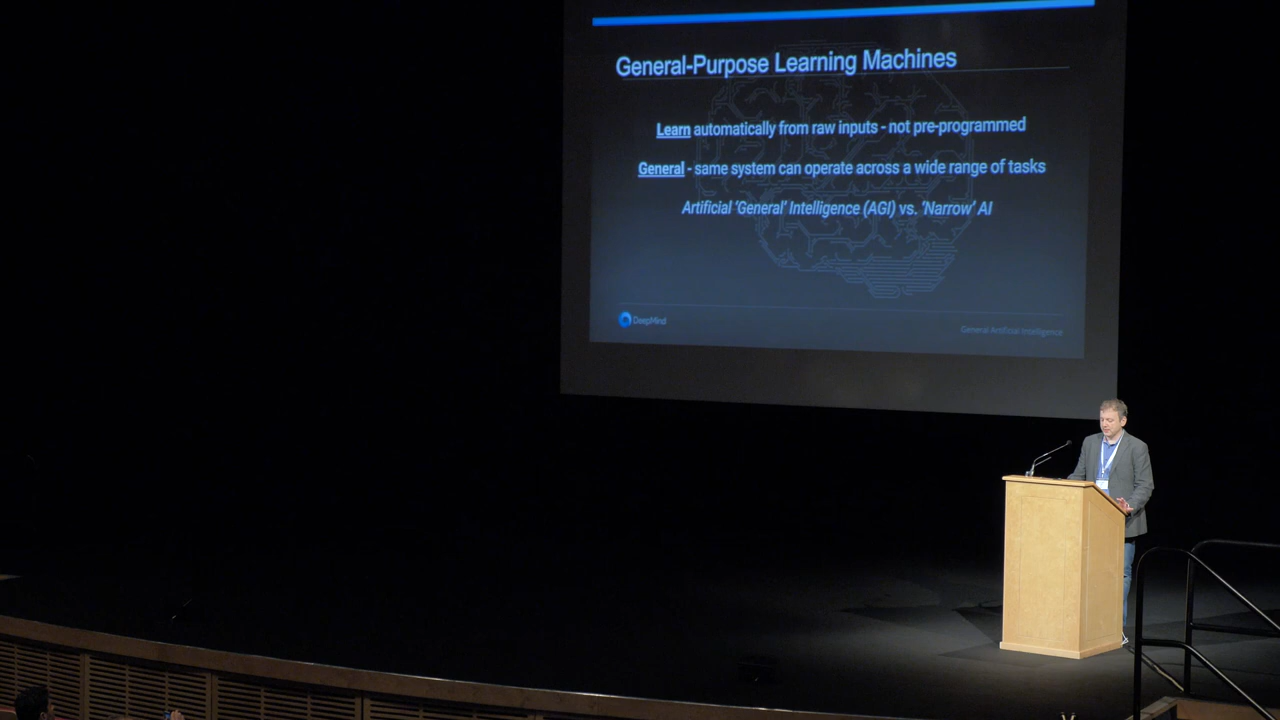 General-Purpose Learning Machines
Learn automatically from raw inputs - not pre-programmed
General - same system can operate across a wide range of tasks
Artificial 'General' Intelligence (AGI) vs. 'Narrow' AI
DeepMind
General Artificial Intelligence